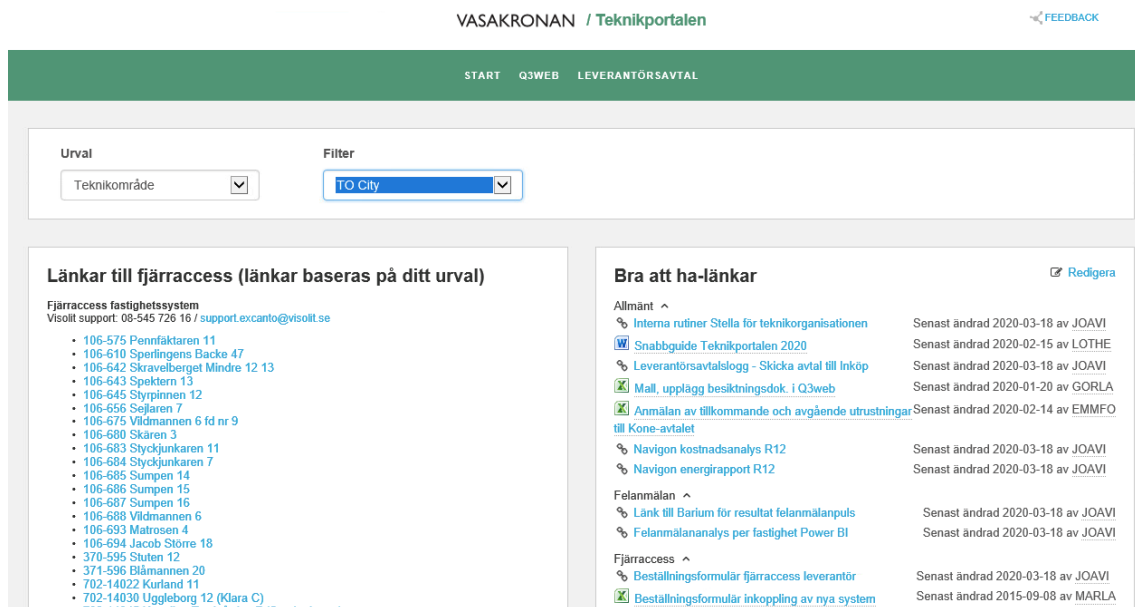 VASAKRONAN / Teknikportalen
FEEDBACK
START Q3WEB LEVERANTÖRSAVTAL
Urval
Teknikområde
Filter
TO City
Länkar till fjärraccess (länkar baseras på ditt urval)
Fjärraccess fastighetssystem
Visolit support: 08-545 726 16 / support.excanto@visolit.se
106-575 Pennfäktaren 11
106-610 Sperlingens Backe 47
106-642 Skravelberget Mindre 12 13
106-643 Spektern 13
106-645 Styrpinnen 12
106-656 Sejlaren 7
106-675 Vildmannen 6 fd nr 9
106-680 Skären 3
106-683 Styckjunkaren 11
106-684 Styckjunkaren 7
106-685 Sumpen 14
106-686 Sumpen 15
106-687 Sumpen 16
106-688 Vildmannen 6
106-693 Matrosen 4
106-694 Jacob Större 18
370-595 Stuten 12
371-596 Blåmannen 20
702-14022 Kurland 11
702-14030 Uggleborg 12 (Klara C)
Bra att ha-länkar
Redigera
Allmänt
Interna rutiner Stella för teknikorganisationen Senast ändrad 2020-03-18 av JOAVI
Snabbguide Teknikportalen 2020 Senast ändrad 2020-02-15 av LOTHE
Leverantörsavtalslogg - Skicka avtal till Inköp Senast ändrad 2020-03-18 av JOAVI
Mall, upplägg besiktningsdok. i Q3web Senast ändrad 2020-01-20 av GORLA
Anmälan av tillkommande och avgående utrustningar Senast ändrad 2020-02-14 av EMMFO
till Kone-avtalet
Navigon kostnadsanalys R12 Senast ändrad 2020-03-18 av JOAVI
Navigon energirapport R12 Senast ändrad 2020-03-18 av JOAVI
Felanmälan
Länk till Barium för resultat felanmälanpuls Senast ändrad 2020-03-18 av JOAVI
Felanmälananalys per fastighet Power BI Senast ändrad 2020-03-18 av JOAVI
Fjärraccess
Beställningsformulär fjärraccess leverantör Senast ändrad 2020-03-18 av JOAVI
Beställningsformulär inkoppling av nya system Senast ändrad 2015-09-08 av MARLA